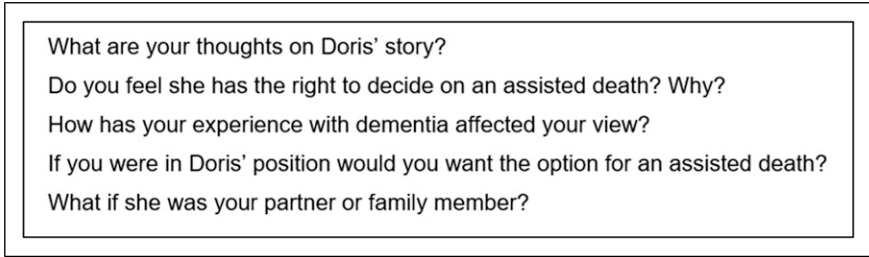 What are your thoughts on Doris’ story?
Do you feel she has the right to decide on an assisted death? Why?
How has your experience with dementia affected your view?
If you were in Doris’ position would you want the option for an assisted death?
What if she was your partner or family member?